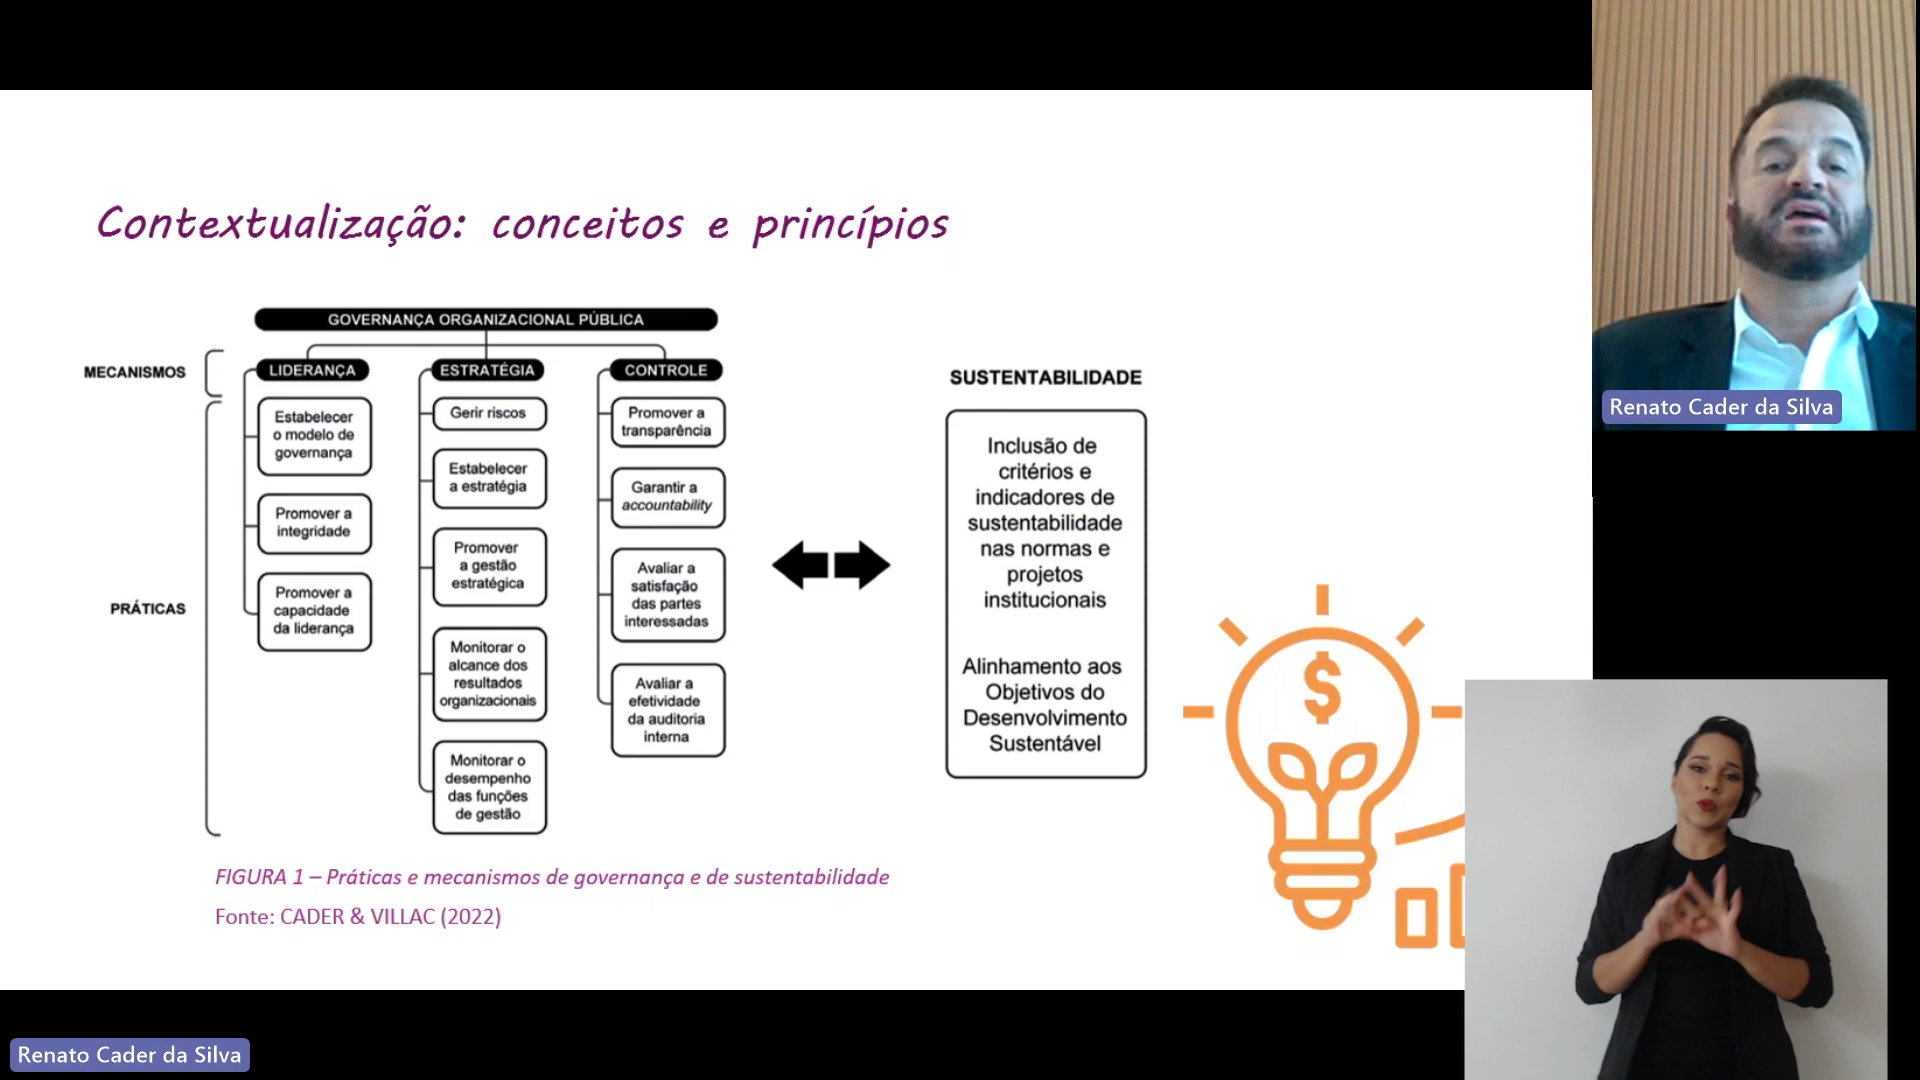 Contextualização: conceitos e princípios
GOVERNANÇA ORGANIZACIONAL PÚBLICA
MECANISMOS
LIDERANÇA
ESTRATÉGIA
CONTROLE
PRÁTICAS
Estabelecer
o modelo de
governança
Promover a
integridade
Promover a
capacidade
da liderança
Gerir riscos
Estabelecer
a estratégia
Promover
a gestão
estratégica
Monitorar o
alcance dos
resultados
organizacionais
Monitorar o
desempenho
das funções
de gestão
Promover a
transparência
Garantir a
accountability
Avaliar a
satisfação
das partes
interessadas
Avaliar a
efetividade
da auditoria
interna
SUSTENTABILIDADE
Inclusão de
critérios e
indicadores de
sustentabilidade
nas normas e
projetos
institucionais
Alinhamento aos
Objetivos do
Desenvolvimento
Sustentável
$
FIGURA 1 – Práticas e mecanismos de governança e de sustentabilidade
Fonte: CADER & VILLAC (2022)
Renato Cader da Silva
Renato Cader da Silva